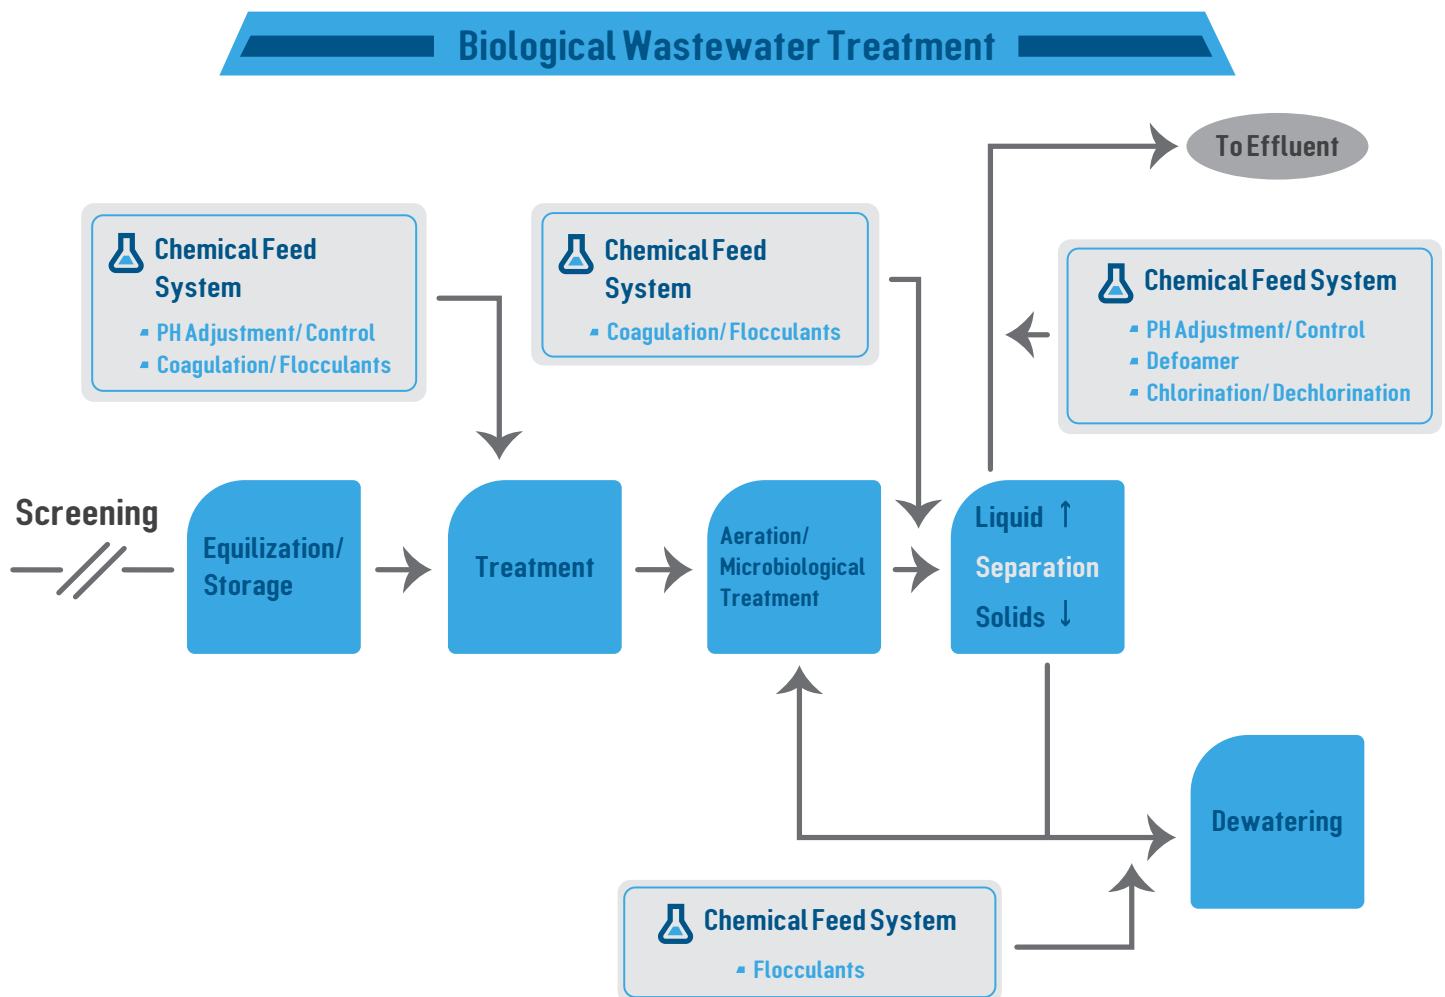 Biological Wastewater Treatment
To Effluent
Chemical Feed
System
PH Adjustment/ Control
Coagulation/ Flocculants
Chemical Feed
System
Coagulation/ Flocculants
Chemical Feed System
PH Adjustment/ Control
Defoamer
Chlorination/ Dechlorination
Screening
Equilization/
Storage
Treatment
Aeration/
Microbiological
Treatment
Liquid ↑
Separation
Solids ↓
Dewatering
Chemical Feed System
Flocculants